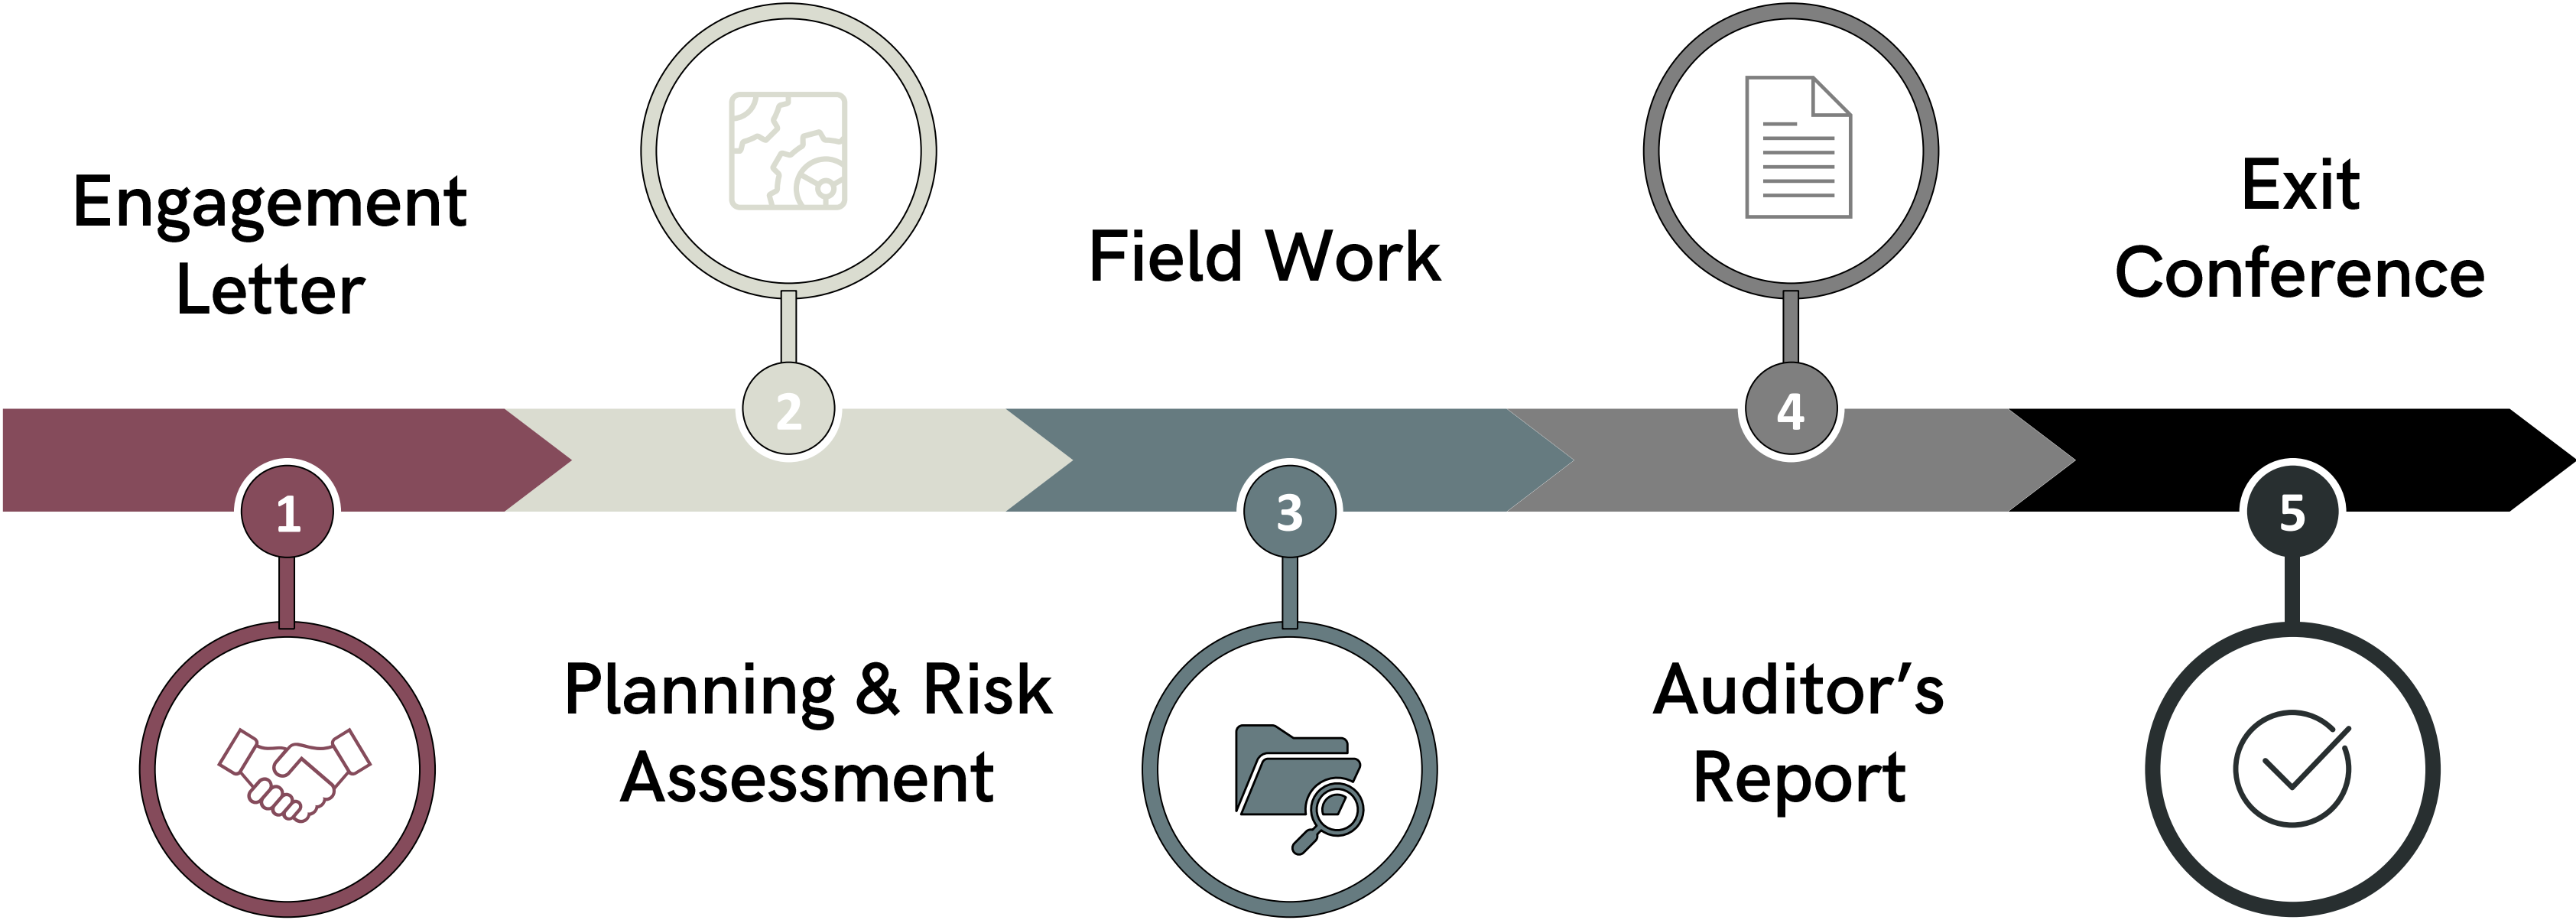 Engagement
Letter
1
2
Planning & Risk
Assessment
Field Work
3
4
Auditor’s
Report
Exit
Conference
5